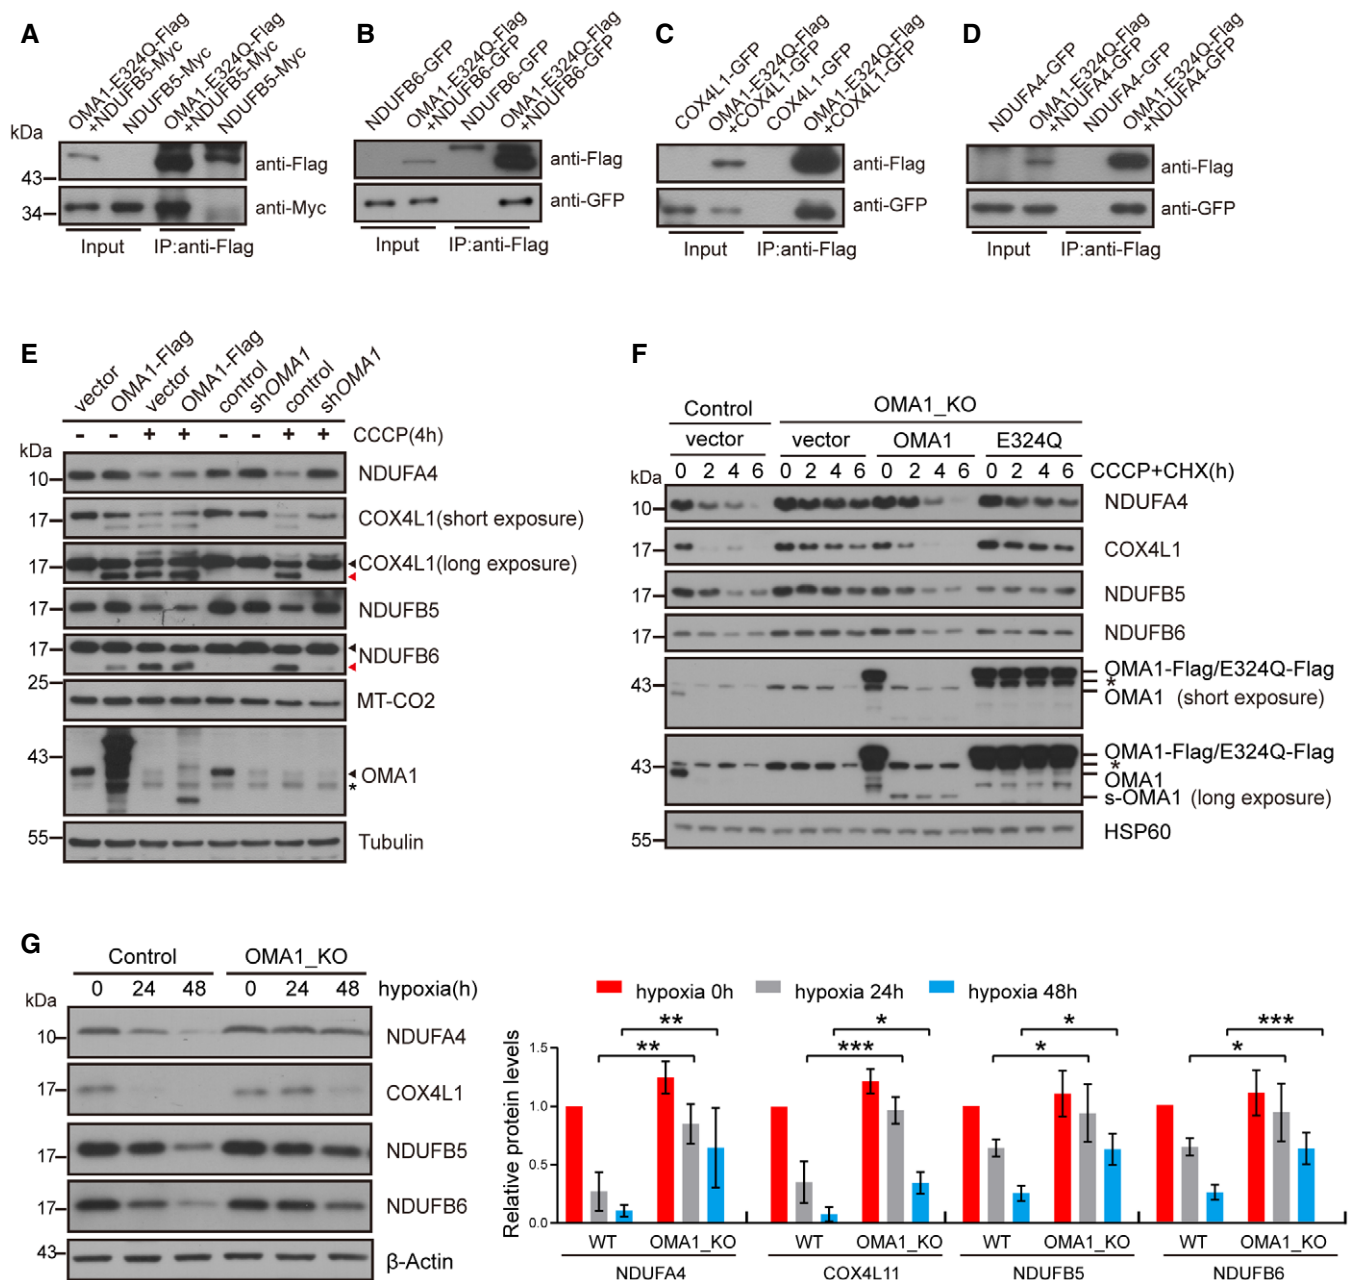 A
OMA1-E324Q-Flag
+NDUFB5-Myc
NDUFB5-Myc
OMA1-E324Q-Flag
+NDUFB5-Myc
NDUFB5-Myc
kDa
43
34
anti-Flag
anti-Myc
Input
IP:anti-Flag
B
NDUFB6-GFP
OMA1-E324Q-Flag
+NDUFB6-GFP
NDUFB6-GFP
OMA1-E324Q-Flag
+NDUFB6-GFP
anti-Flag
anti-GFP
Input
IP:anti-Flag
C
COX4L1-GFP
OMA1-E324Q-Flag
+COX4L1-GFP
COX4L1-GFP
OMA1-E324Q-Flag
+COX4L1-GFP
anti-Flag
anti-GFP
Input
IP:anti-Flag
D
NDUFA4-GFP
OMA1-E324Q-Flag
+NDUFA4-GFP
NDUFA4-GFP
OMA1-E324Q-Flag
+NDUFA4-GFP
anti-Flag
anti-GFP
Input
IP:anti-Flag
E
vector
OMA1-Flag
vector
OMA1-Flag
control
shOMA1
control
shOMA1
- - + + - - + + CCCP(4h)
kDa
10 NDUFA4
17 COX4L1(short exposure)
17 COX4L1(long exposure)
17 NDUFB5
17 NDUFB6
25 MT-CO2
43 OMA1
*
55 Tubulin
F
Control OMA1_KO
vector vector OMA1 E324Q
0 2 4 6 0 2 4 6 0 2 4 6 0 2 4 6 CCCP+CHX(h)
kDa
10 NDUFA4
17 COX4L1
17 NDUFB5
17 NDUFB6
OMA1-Flag/E324Q-Flag
43 *
OMA1 (short exposure)
OMA1-Flag/E324Q-Flag
43 *
OMA1
s-OMA1 (long exposure)
55 HSP60
G
Control OMA1_KO
0 24 48 0 24 48 hypoxia(h)
kDa
10 NDUFA4
17 COX4L1
17 NDUFB5
17 NDUFB6
43 β-Actin
hypoxia 0h hypoxia 24h hypoxia 48h
Relative protein levels
1.5
1.0
0.5
0.0
** * * ***
** *** * *
WT OMA1_KO WT OMA1_KO WT OMA1_KO WT OMA1_KO
NDUFA4 COX4L11 NDUFB5 NDUFB6